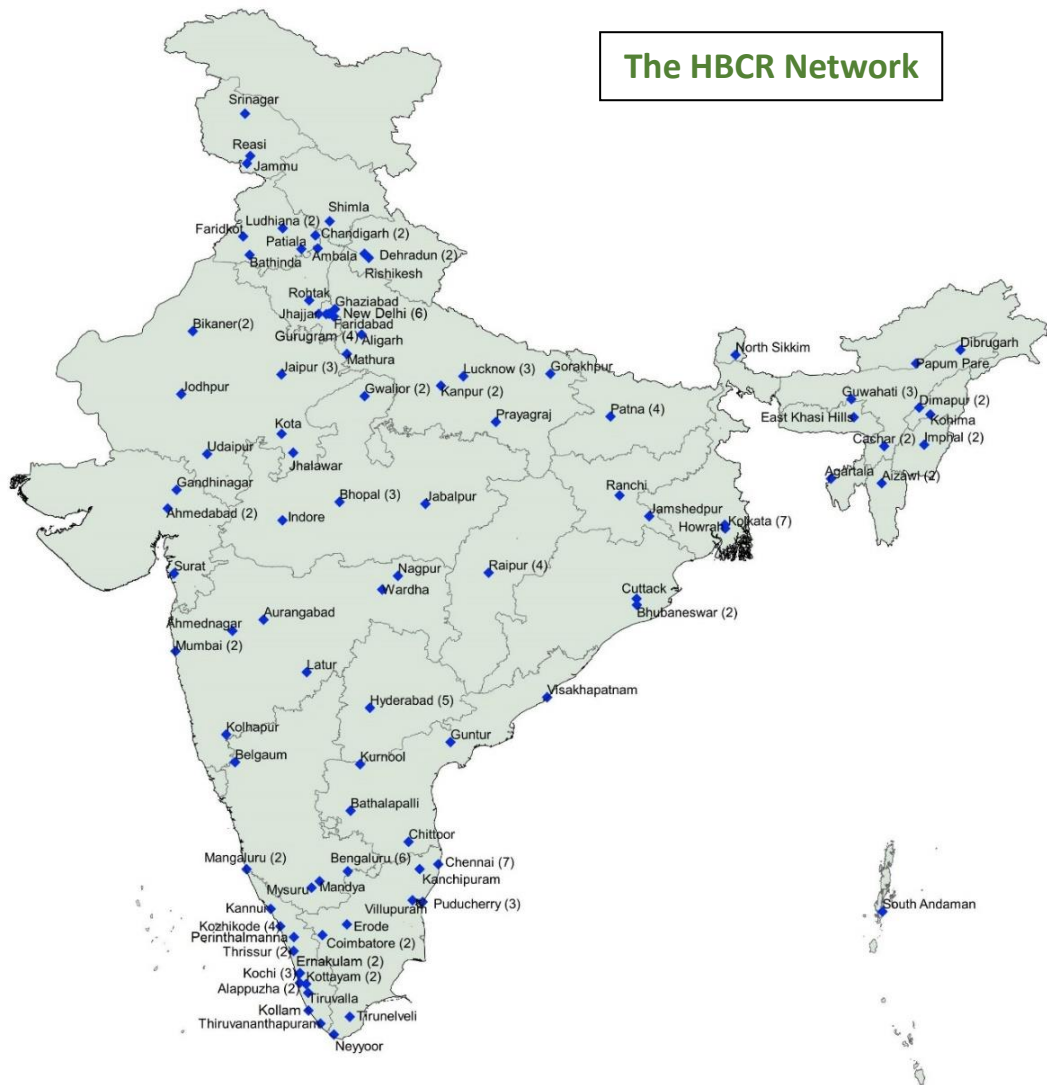 The HBCR Network
Srinagar
Reasi
Jammu
Shimla
Ludhiana (2)
Chandigarh (2)
Faridkot
Patiala
Ambala
Dehradun (2)
Bathinda
Rishikesh
Rohtak
Ghaziabad
Jhajjar
New Delhi (6)
Faridabad
Bikaner(2)
Gurugram (4)
Aligarh
Mathura
North Sikkim
Dibrugarh
Papum Pare
Jaipur (3)
Lucknow (3)
Gorakhpur
Jodhpur
Gwalior (2)
Kanpur (2)
Guwahati (3)
Dimapur (2)
Prayagraj
Patna (4)
East Khasi Hills
Kohima
Kota
Cachar (2)
Imphal (2)
Udaipur
Jhalawar
Agartala
Aizawl (2)
Gandhinagar
Bhopal (3)
Jabalpur
Ranchi
Ahmedabad (2)
Indore
Jamshedpur
Howrah
Kolkata (7)
Surat
Nagpur
Raipur (4)
Wardha
Cuttack
Bhubaneswar (2)
Aurangabad
Ahmednagar
Mumbai (2)
Latur
Hyderabad (5)
Visakhapatnam
Kolhapur
Guntur
Belgaum
Kurnool
Bathalapalli
Chittoor
Mangaluru (2)
Bengaluru (6)
Chennai (7)
Kanchipuram
Mysuru
Mandya
Kannur
Villupuram
Puducherry (3)
South Andaman
Kozhikode (4
Erode
Perinthalmanna
Coimbatore (2)
Thrissur (2)
Ernakulam (2)
Kochi (3)
Kottayam (2)
Alappuzha (2)
Tiruvalla
Kollam
Tirunelveli
Thiruvananthapuram
Neyyoor